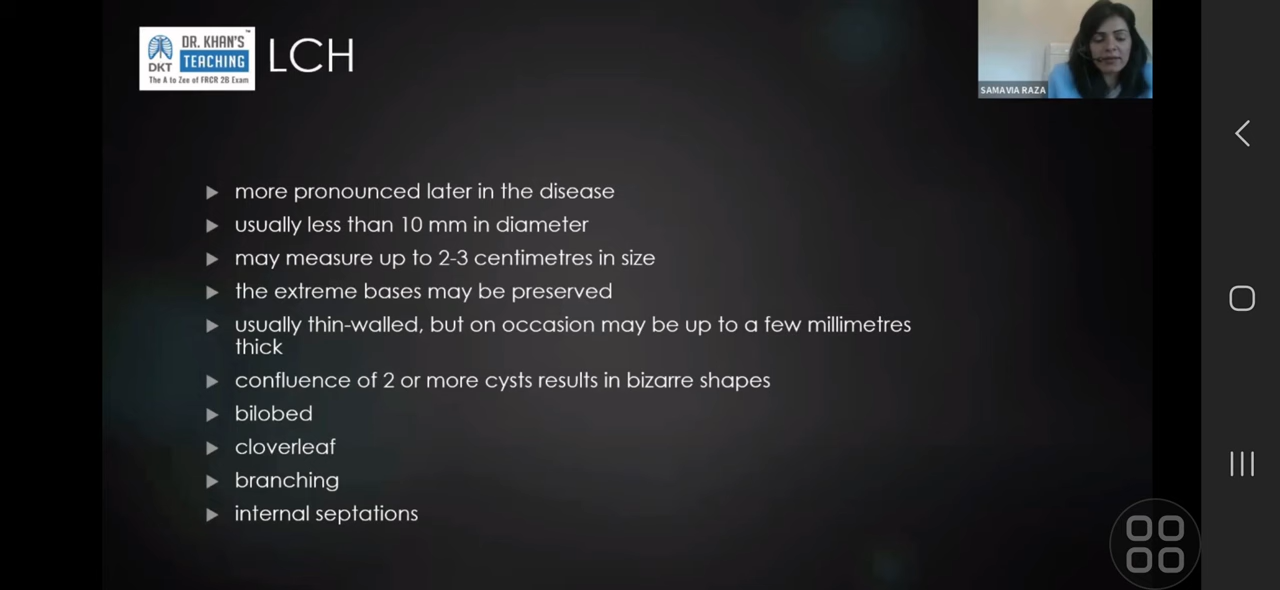 DR. KHAN'S
TEACHING
DKT
The A to Zee of FRCR 2B Exam
LCH
SAMAVIA RAZA
more pronounced later in the disease
usually less than 10 mm in diameter
may measure up to 2-3 centimetres in size
the extreme bases may be preserved
usually thin-walled, but on occasion may be up to a few millimetres
thick
confluence of 2 or more cysts results in bizarre shapes
bilobed
cloverleaf
branching
internal septations